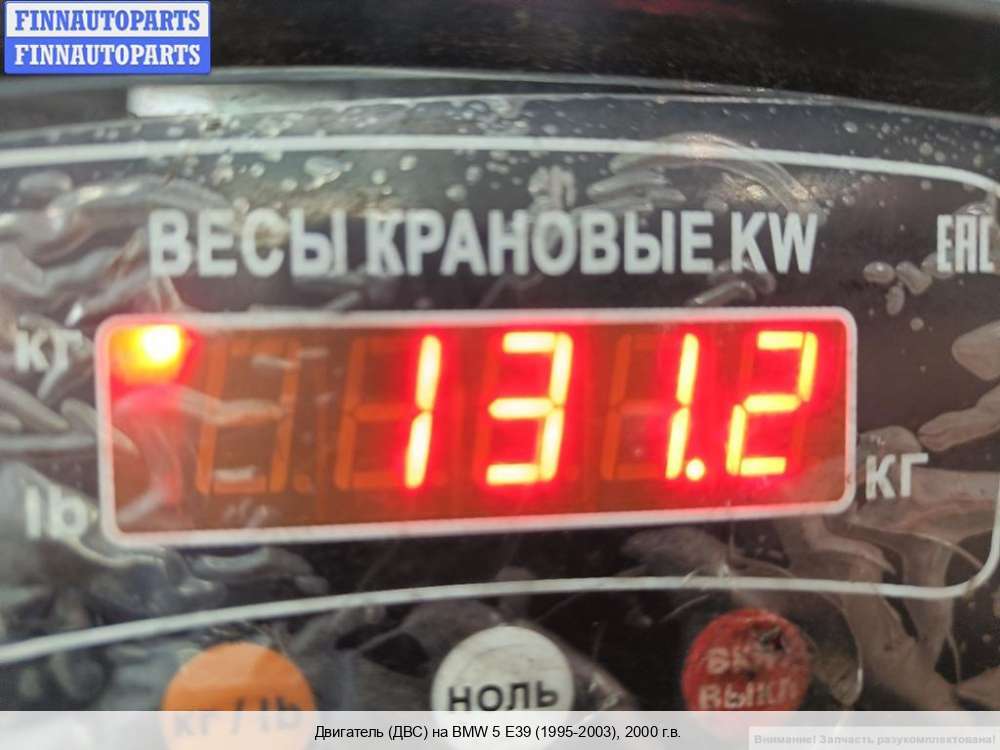 FINNAUTOPARTS
FINNAUTOPARTS
ВЕСЫ КРАНОВЫЕ KW
EAC
кг
131.2
кг
lb
кг / lb
НОЛЬ
ВКЛ
ВЫКЛ
Двигатель (ДВС) на BMW 5 E39 (1995-2003), 2000 г.в.
Внимание! Запчасть разукомплектована!